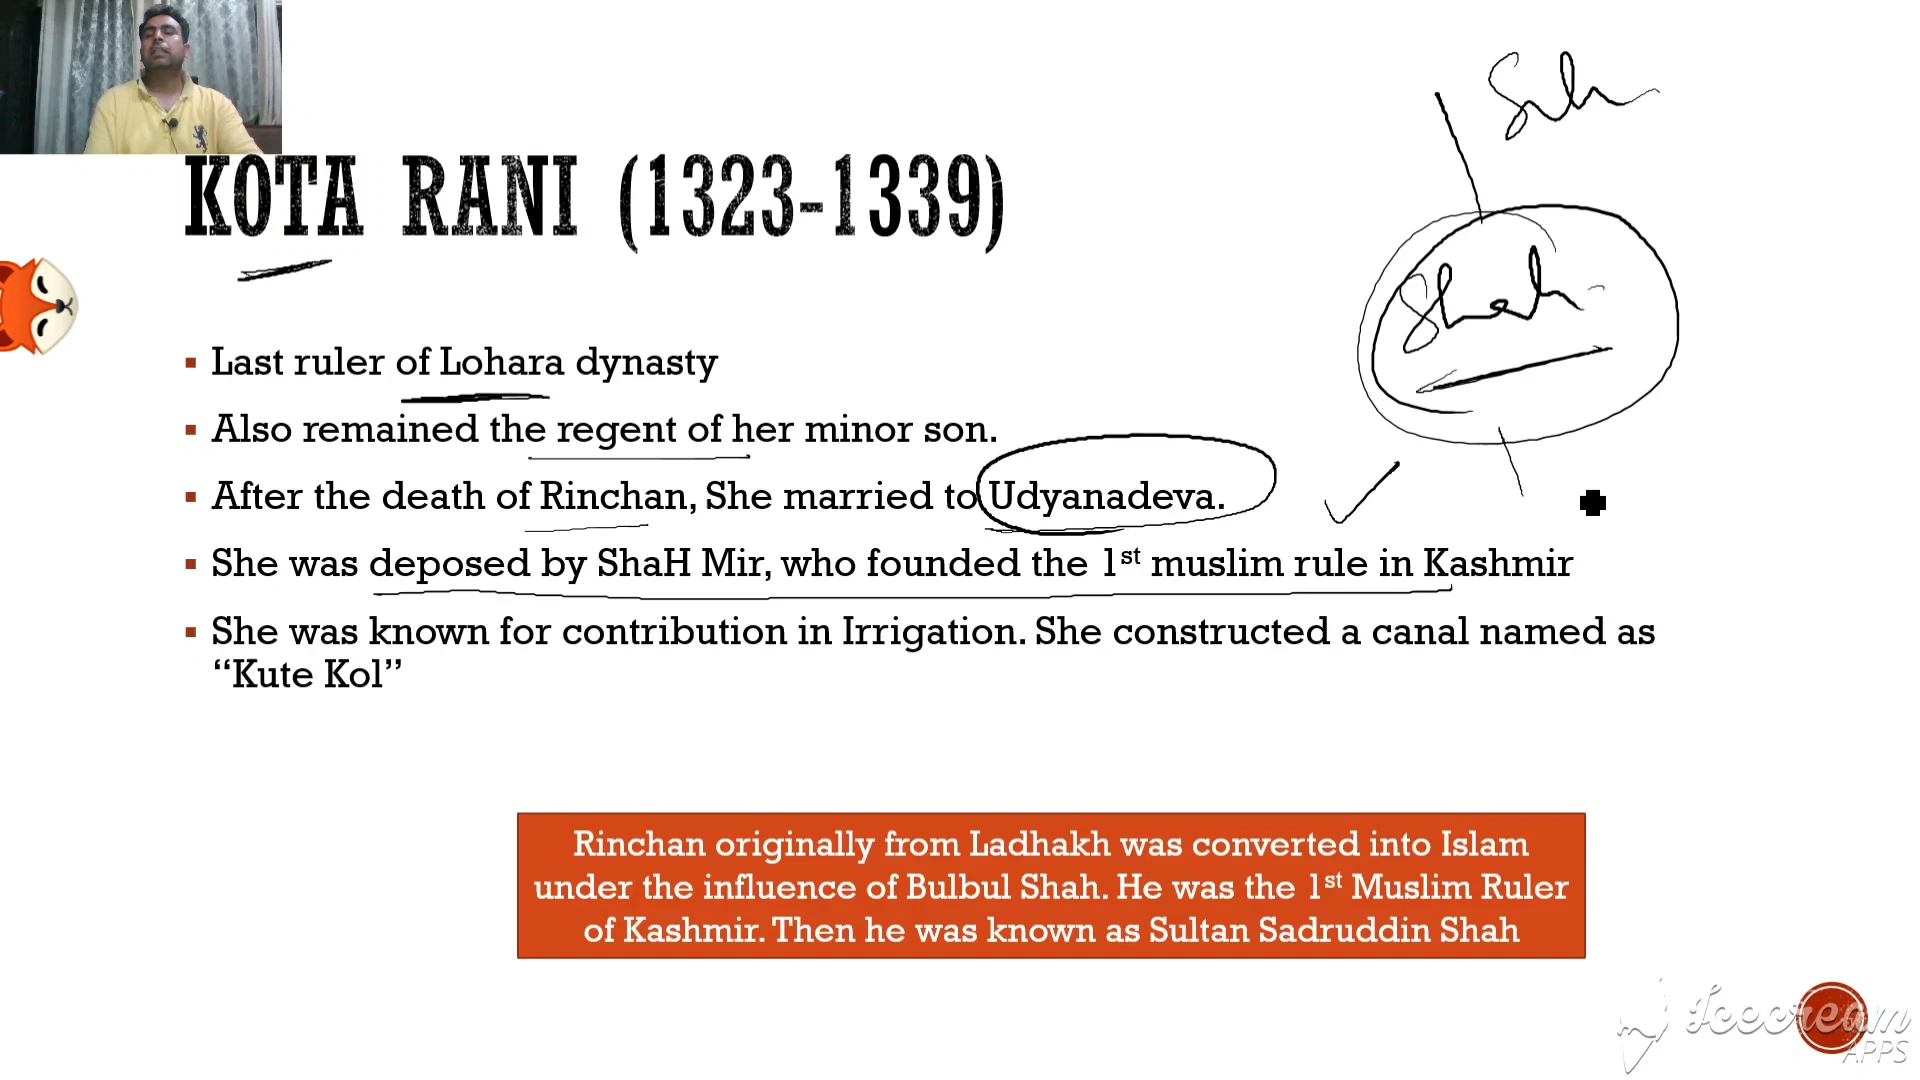 KOTA RANI (1323-1339)
▪ Last ruler of Lohara dynasty
▪ Also remained the regent of her minor son.
▪ After the death of Rinchan, She married to Udyanadeva.
▪ She was deposed by ShaH Mir, who founded the 1st muslim rule in Kashmir
▪ She was known for contribution in Irrigation. She constructed a canal named as
“Kute Kol”
Shah
Rinchan originally from Ladhakh was converted into Islam
under the influence of Bulbul Shah. He was the 1st Muslim Ruler
of Kashmir. Then he was known as Sultan Sadruddin Shah
Icecream
APPS